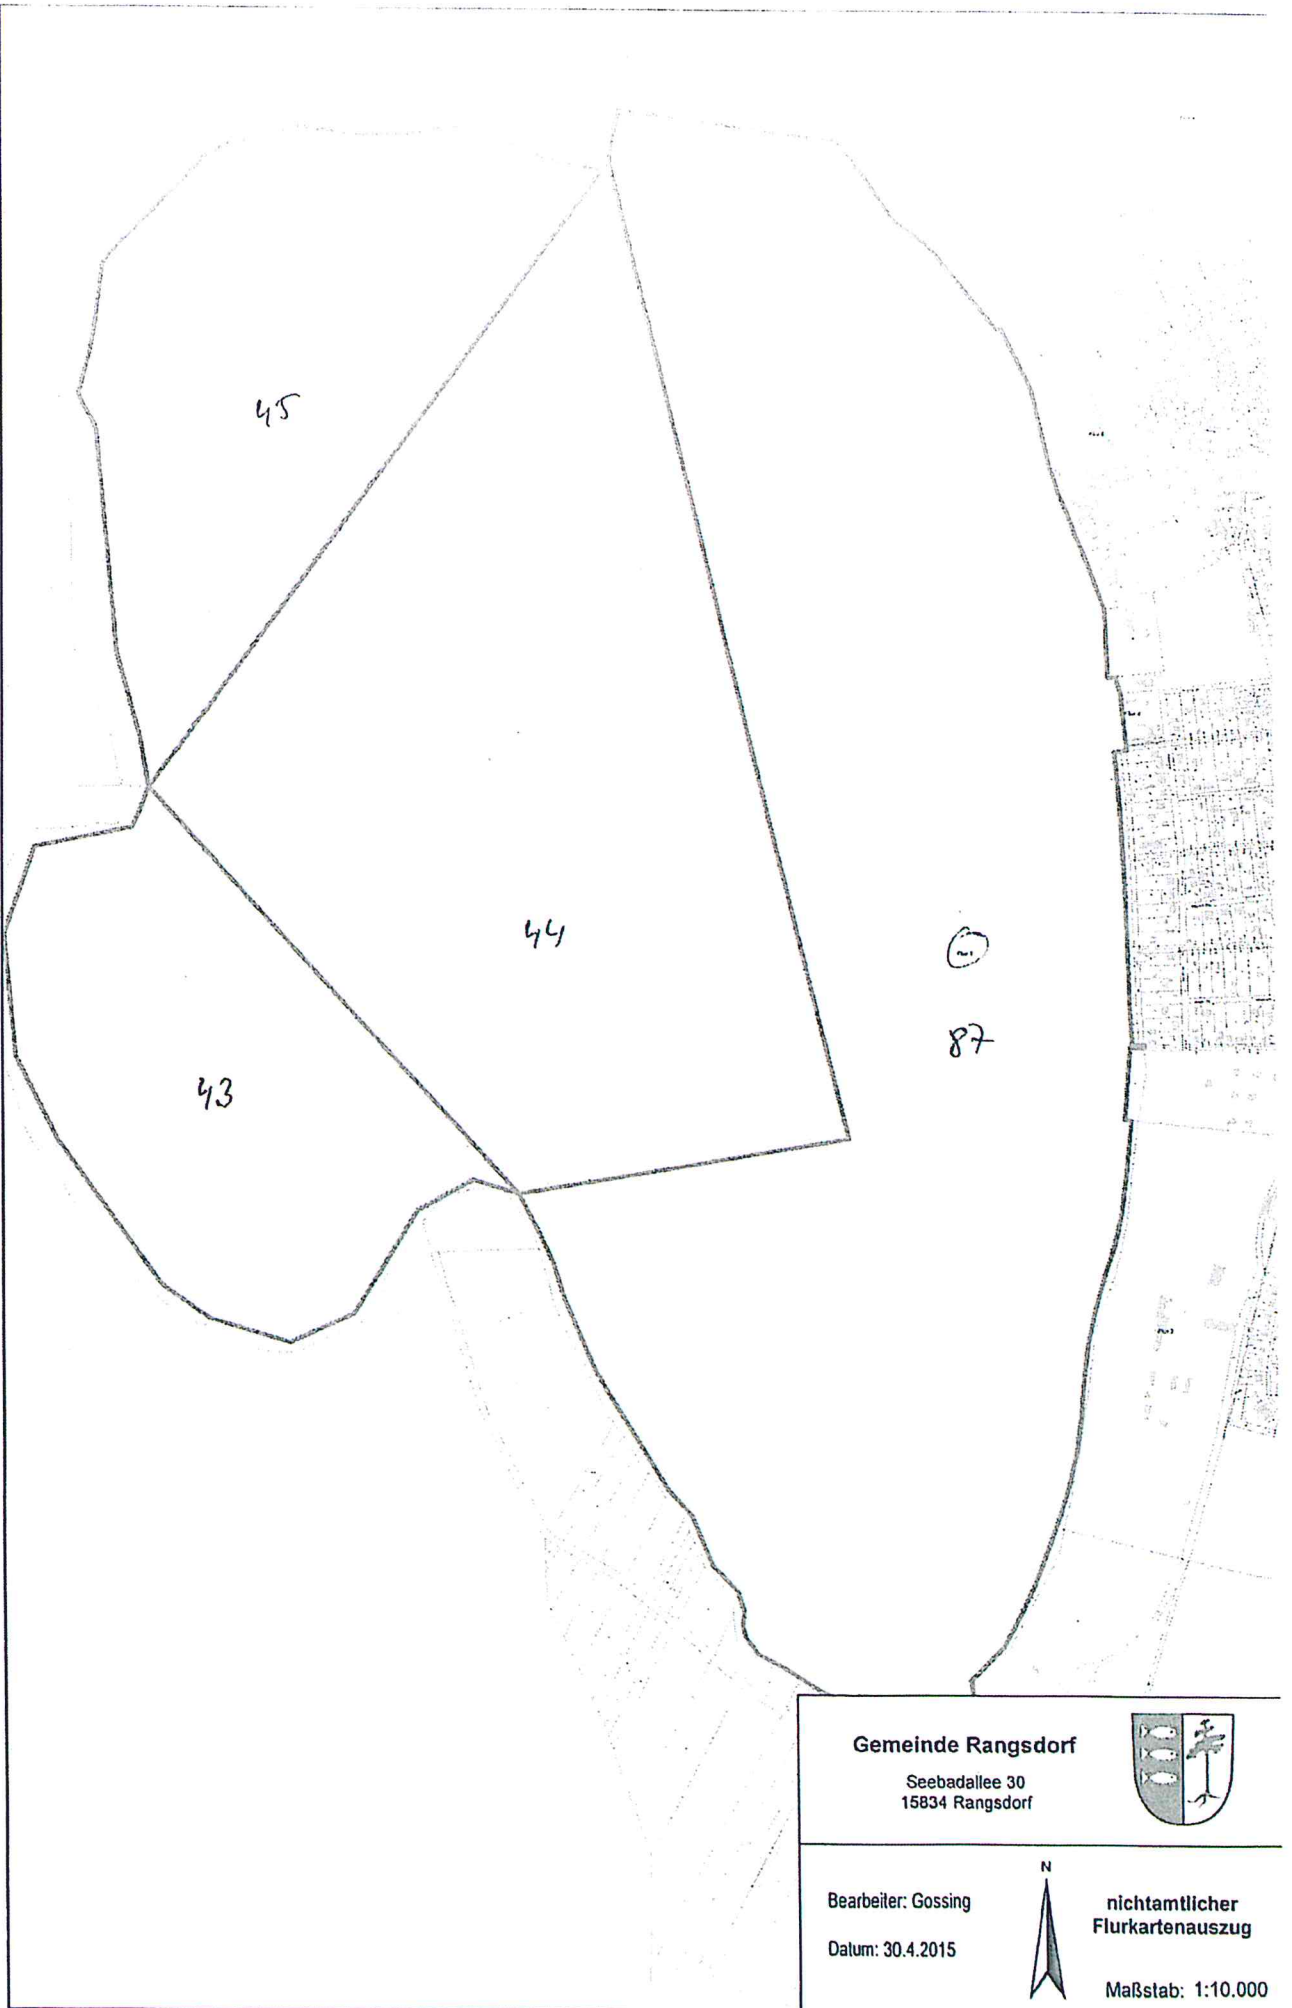 45
44
87
43
Gemeinde Rangsdorf
Seebadallee 30
15834 Rangsdorf
N
Bearbeiter: Gossing
Datum: 30.4.2015
nichtamtlicher
Flurkartenauszug
Maßstab: 1:10.000